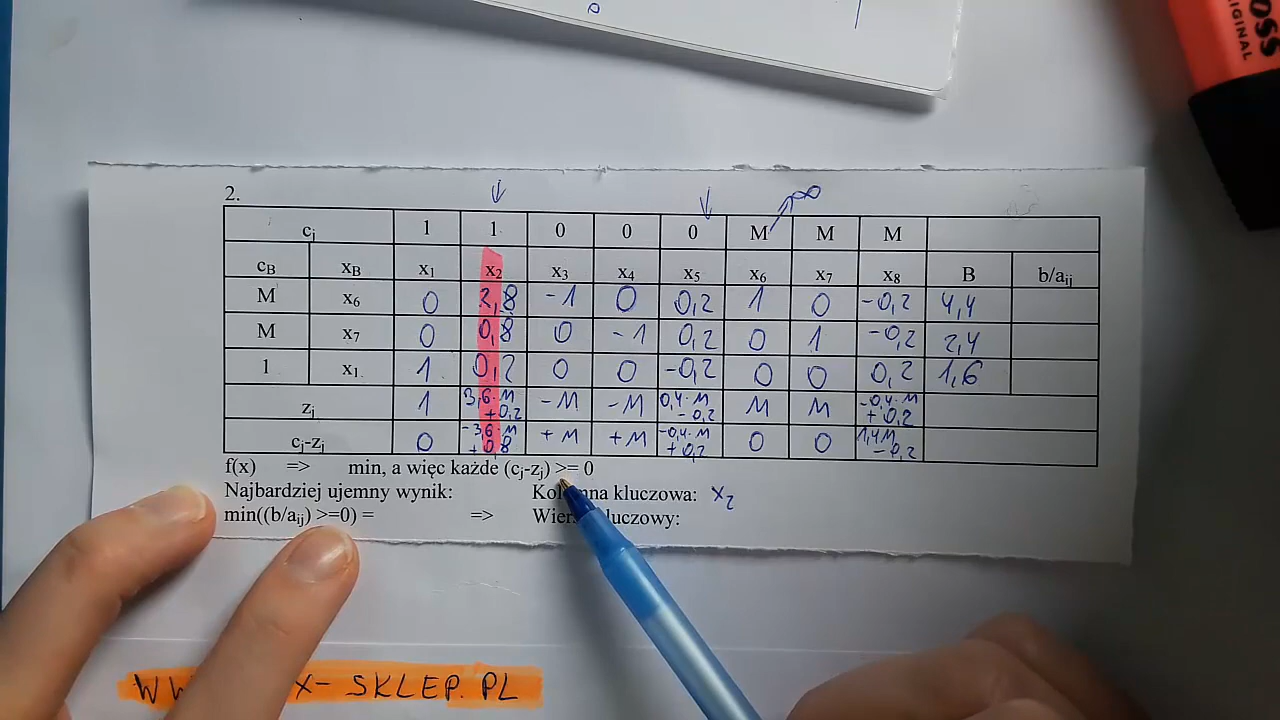 OSS
ORIGINAL
2.
∞
cj 1 1 0 0 0 M M M
cB xB x1 x2 x3 x4 x5 x6 x7 x8 B b/aij
M x6 0 2,8 -1 0 0,2 1 0 -0,2 4,4
M x7 0 0,8 0 -1 0,2 0 1 -0,2 2,4
1 x1 1 0,2 0 0 -0,2 0 0 0,2 1,6
zj 1 3,6·M +0,2 -M -M 0,4·M -0,2 M M -0,4·M +0,2
cj-zj 0 -3,6·M +0,8 +M +M -0,4·M +0,2 0 0 1,4M -0,2
f(x) => min, a więc każde (cj-zj) >= 0
Najbardziej ujemny wynik: Kolumna kluczowa: x2
min((b/aij) >=0) = => Wiersz kluczowy:
X-SKLEP.PL